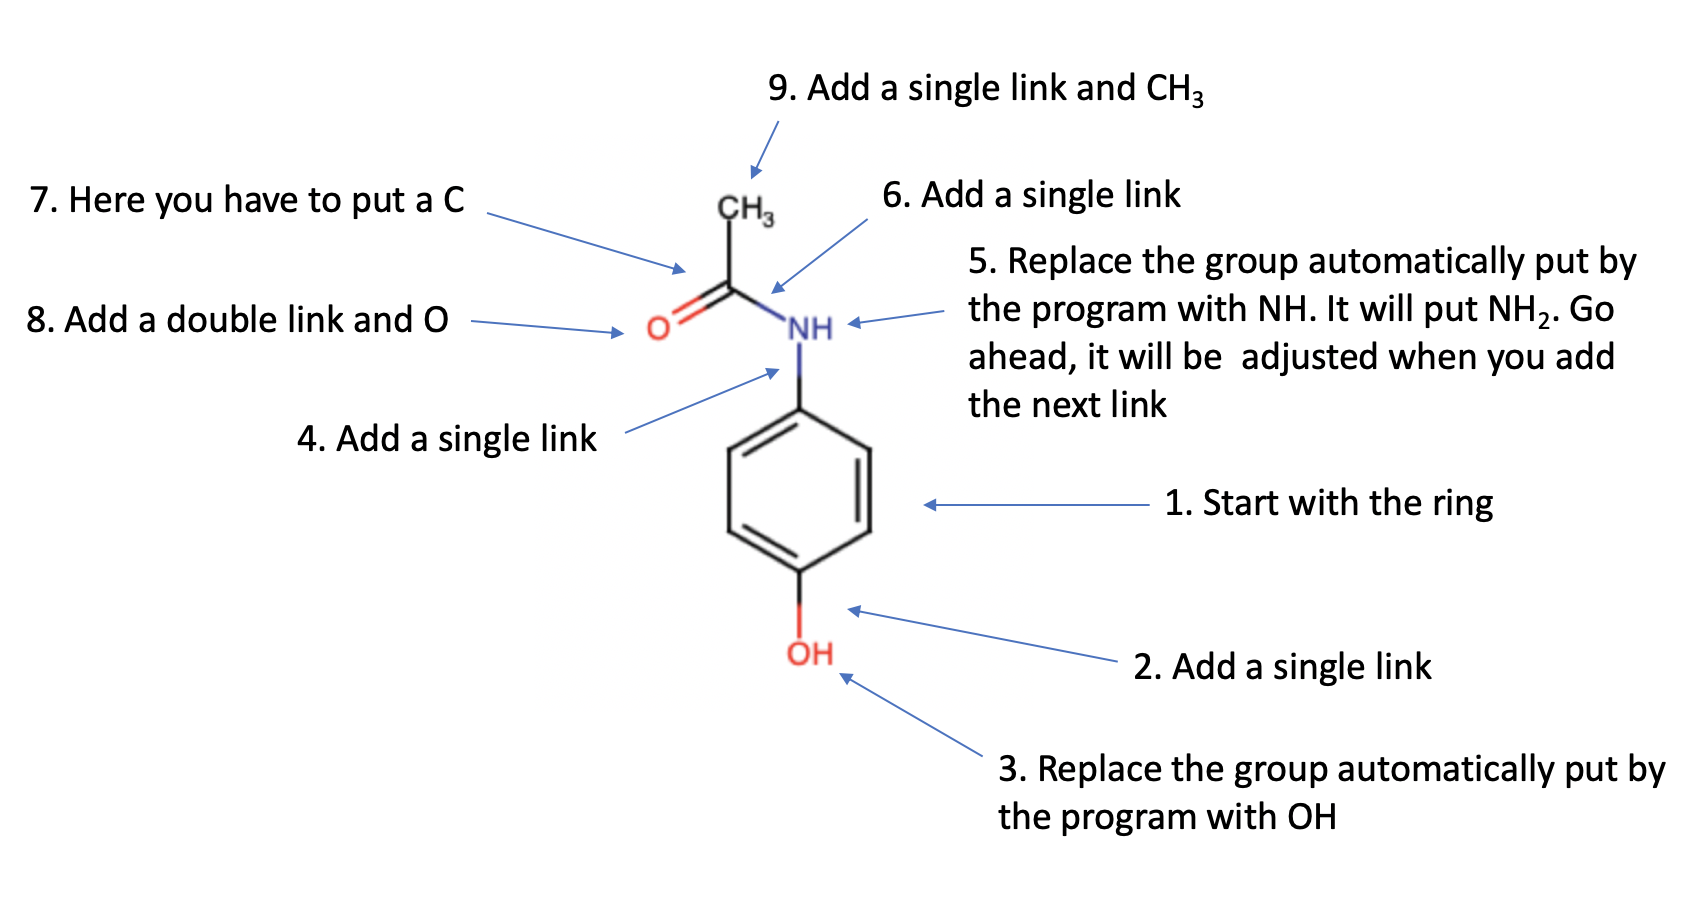 9. Add a single link and CH₃
7. Here you have to put a C
CH₃
6. Add a single link
5. Replace the group automatically put by
the program with NH. It will put NH₂. Go
ahead, it will be  adjusted when you add
the next link
8. Add a double link and O
O
NH
4. Add a single link
1. Start with the ring
OH
2. Add a single link
3. Replace the group automatically put by
the program with OH